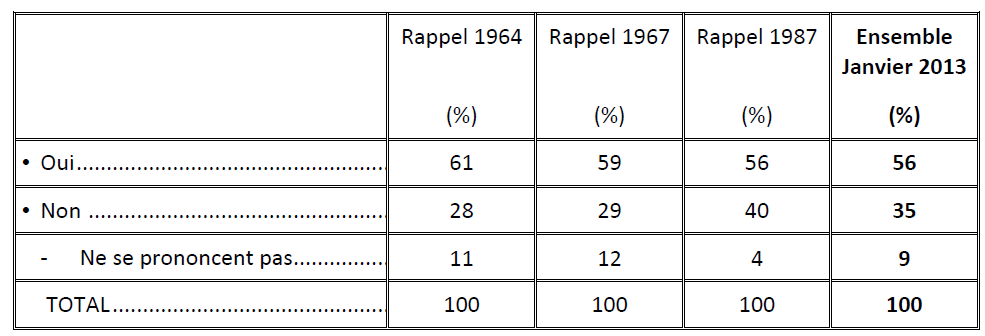 Rappel 1964 Rappel 1967 Rappel 1987 Ensemble
Janvier 2013
(%) (%) (%) (%)
• Oui.................................................... 61 59 56 56
• Non .................................................. 28 29 40 35
- Ne se prononcent pas................ 11 12 4 9
TOTAL.............................................. 100 100 100 100